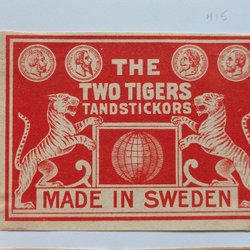 THE
TWO TIGERS
TANDSTICKORS
MADE IN SWEDEN